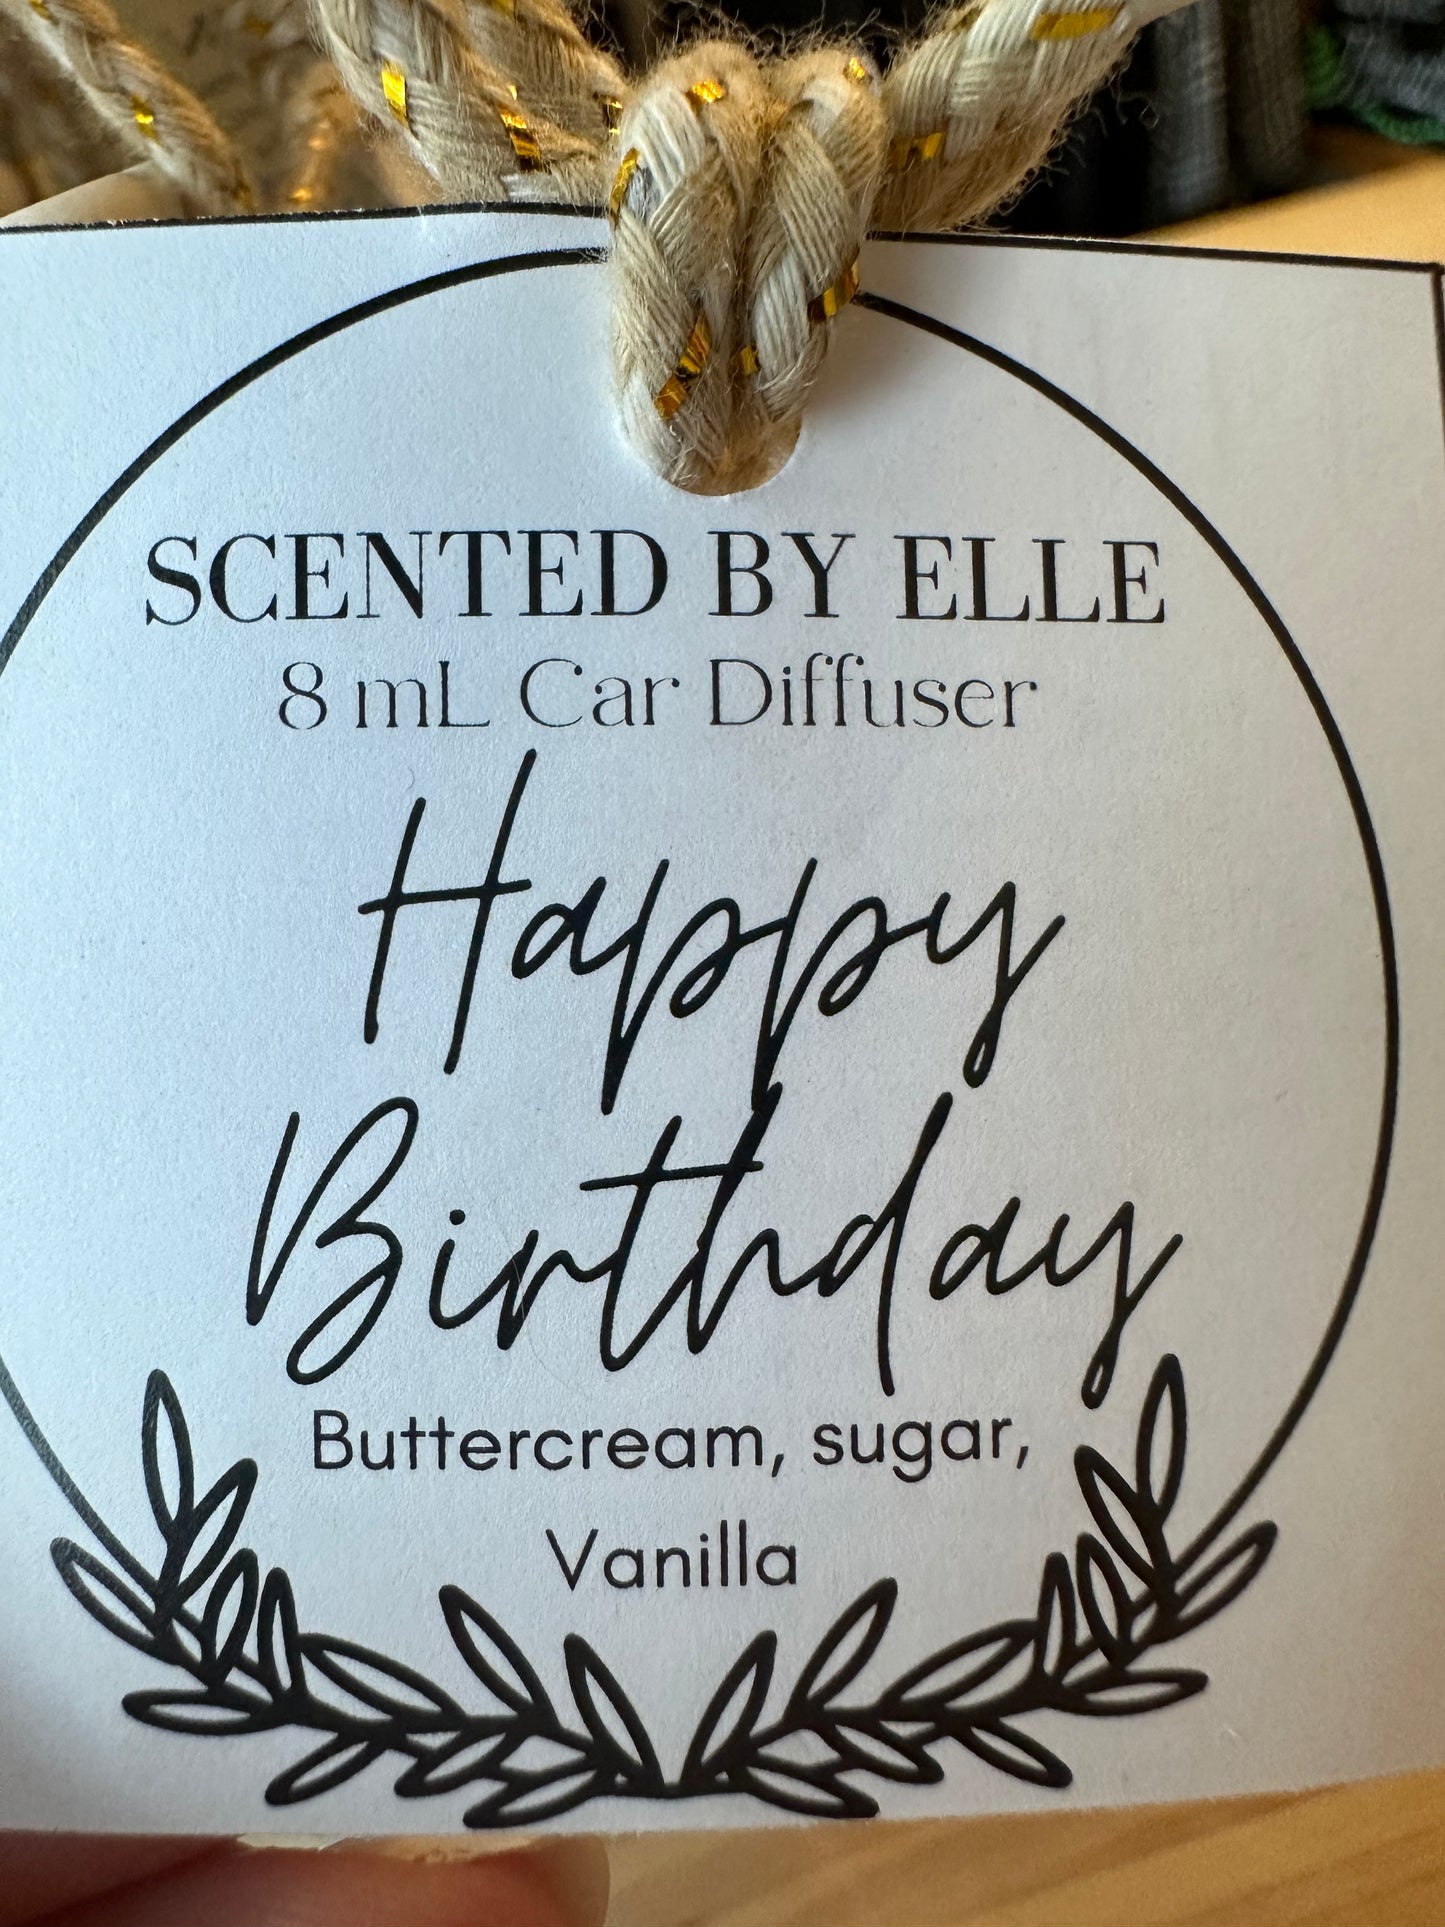 SCENTED BY ELLE
8 mL Car Diffuser
Happy
Birthday
Buttercream, sugar,
Vanilla